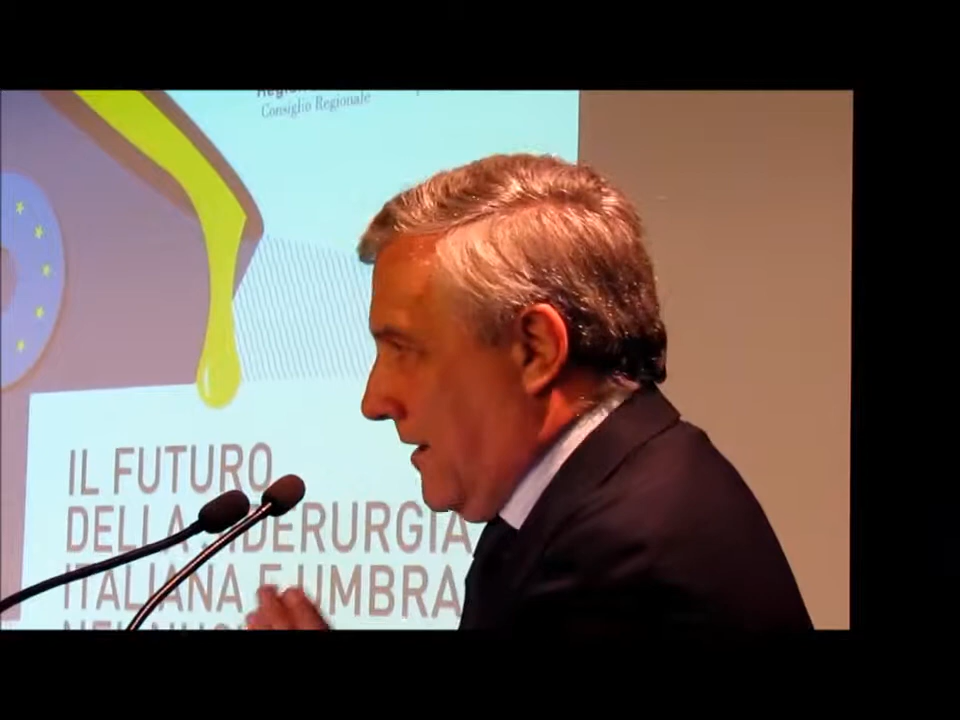 Consiglio Regionale
IL FUTURO
DELLA SIDERURGIA
ITALIANA E UMBRA